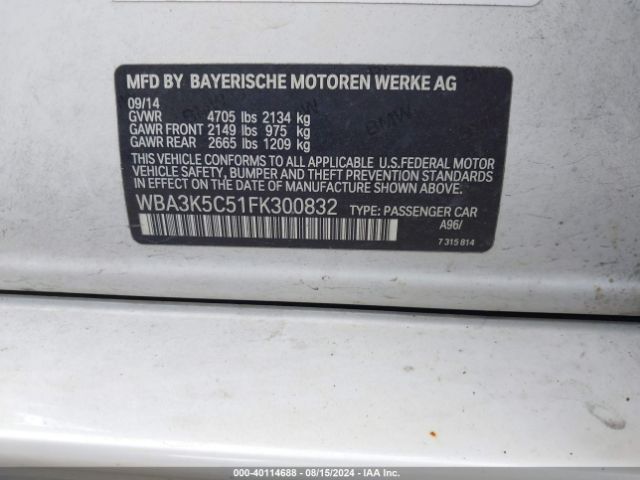 MFD BY BAYERISCHE MOTOREN WERKE AG
09/14
GVWR 4705 lbs 2134 kg
GAWR FRONT 2149 lbs 975 kg
GAWR REAR 2665 lbs 1209 kg
THIS VEHICLE CONFORMS TO ALL APPLICABLE U.S.FEDERAL MOTOR
VEHICLE SAFETY, BUMPER AND THEFT PREVENTION STANDARDS
IN EFFECT ON THE DATE OF MANUFACTURE SHOWN ABOVE.
WBA3K5C51FK300832 TYPE: PASSENGER CAR
A96/
7 315 814
000-40114688 - 08/15/2024 - IAA Inc.